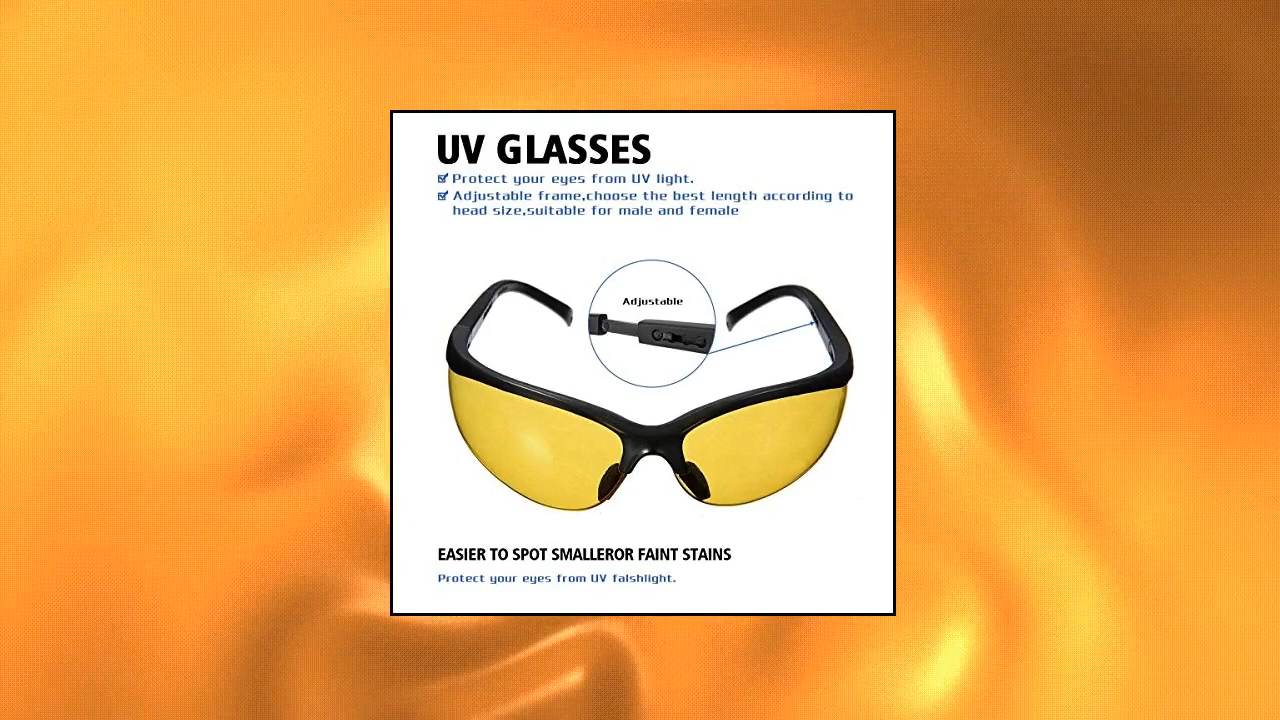 UV GLASSES
Protect your eyes from UV light.
Adjustable frame,choose the best length according to
head size,suitable for male and female
Adjustable
EASIER TO SPOT SMALLEROR FAINT STAINS
Protect your eyes from UV falshlight.